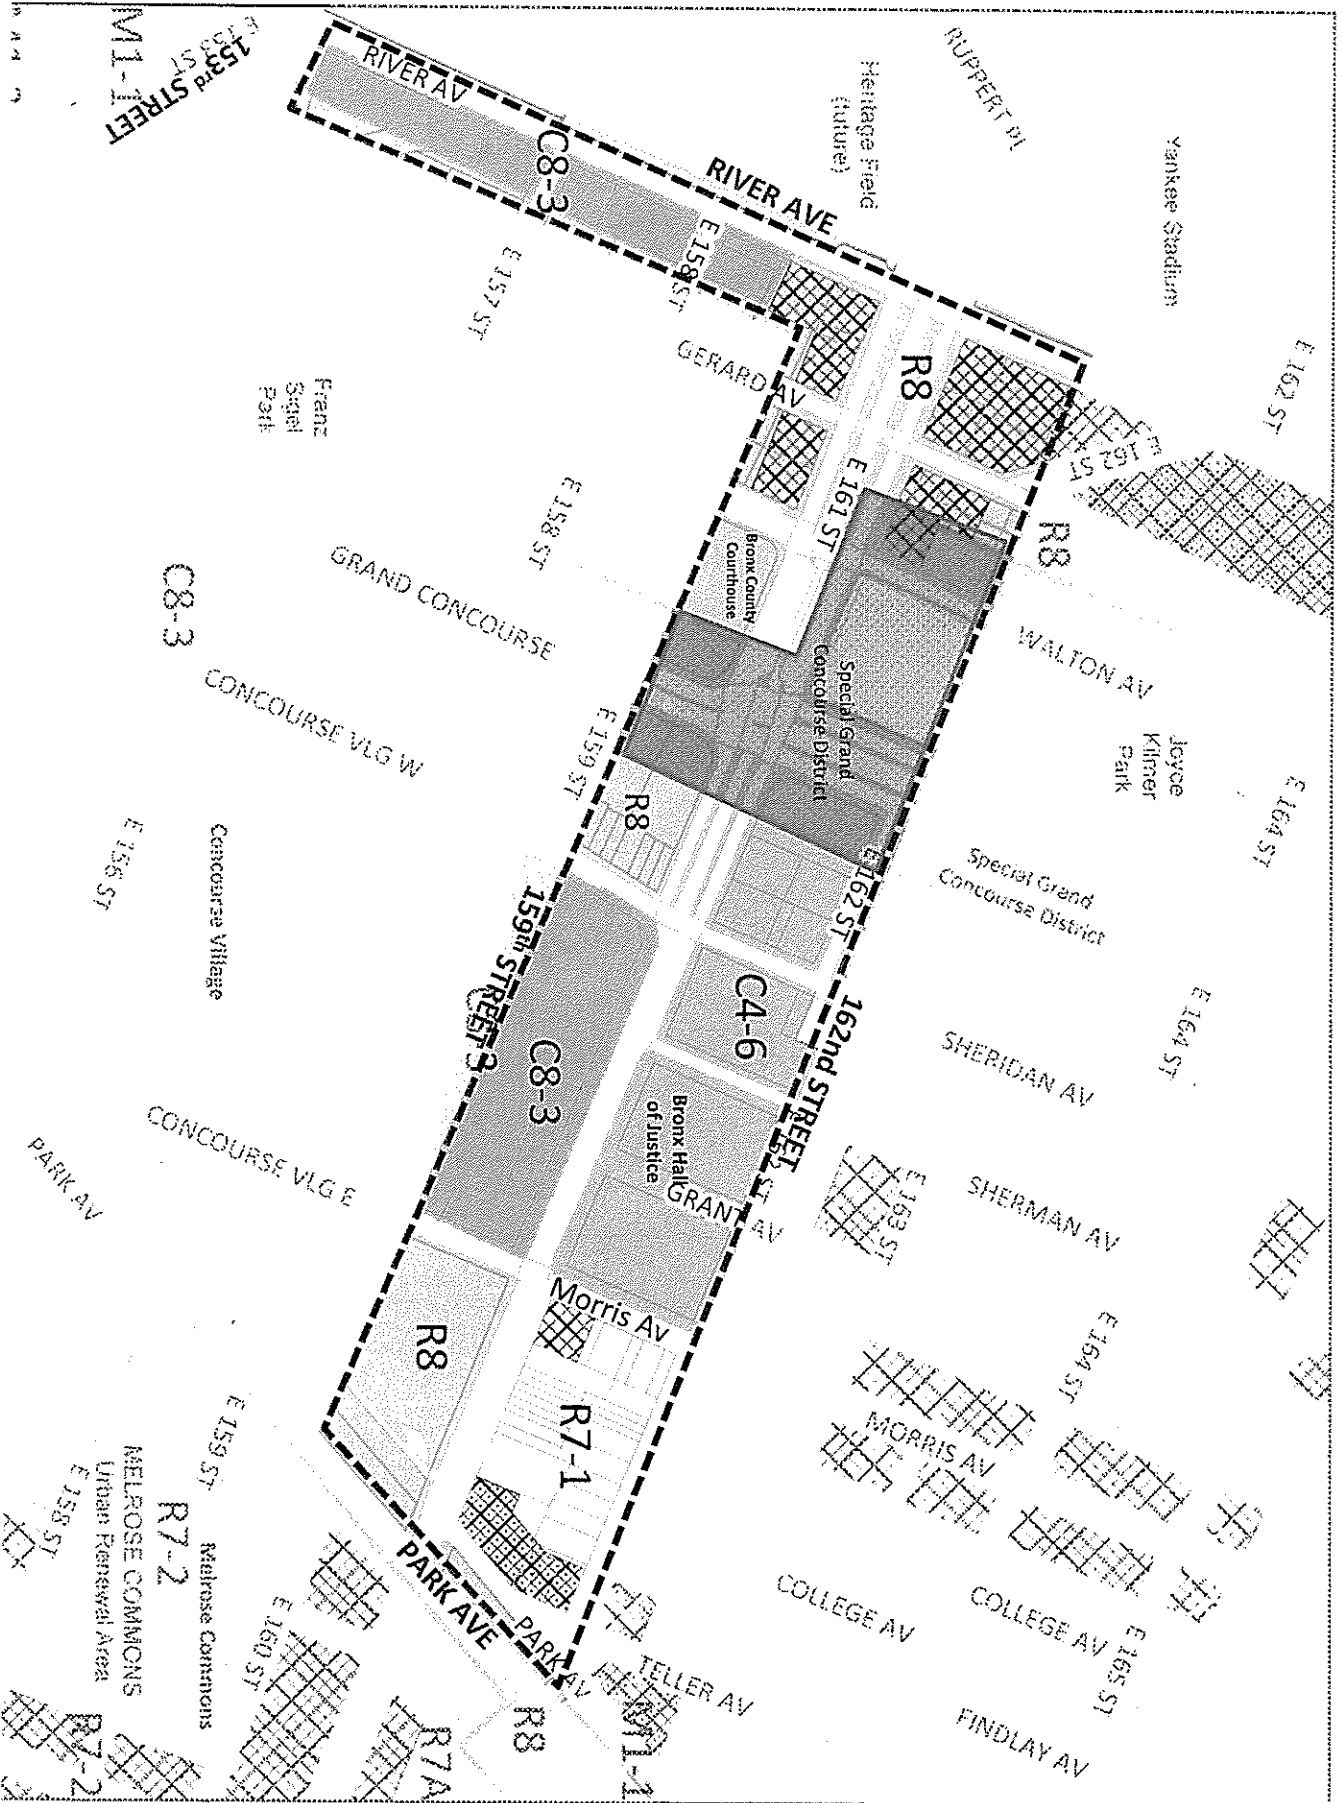 Yankee Stadium
E 162 ST
RUPPERT PL
Heritage Field
(future)
E 162 ST
R8
WALTON AV
Joyce
Kilmer
Park
E 164 ST
Special Grand
Concourse District
E 164 ST
SHERIDAN AV
SHERMAN AV
E 163 ST
E 164 ST
MORRIS AV
COLLEGE AV
COLLEGE AV
E 165 ST
FINDLAY AV
TELLER AV
M1-1
RIVER AVE
RIVER AV
C8-3
E 158 ST
R8
E 161 ST
GERARD AV
Bronx County
Courthouse
Special Grand
Concourse District
R8
E 162 ST
162nd STREET
C4-6
Bronx Hall
of Justice
GRANT AV
C8-3
Morris Av
R8
R7-1
PARK AV
PARK AVE
R8
R7A
153rd STREET
E 153 ST
M1-1
E 157 ST
Franz
Sigel
Park
E 158 ST
GRAND CONCOURSE
C8-3
CONCOURSE VLG W
E 159 ST
159th STREET
E 156 ST
Concourse Village
CONCOURSE VLG E
PARK AV
E 159 ST
Melrose Commons
R7-2
MELROSE COMMONS
Urban Renewal Area
E 158 ST
E 160 ST
R7-2